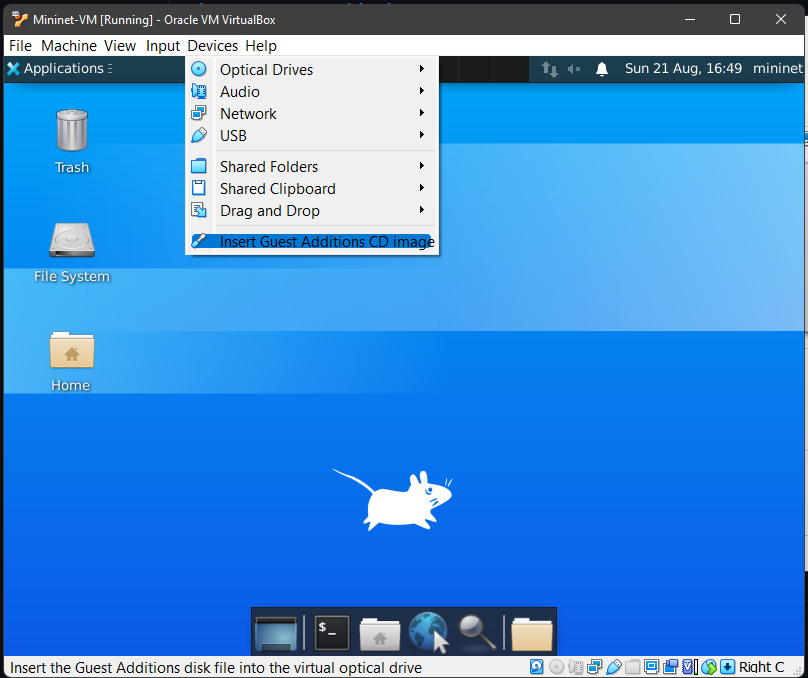 Mininet-VM [Running] - Oracle VM VirtualBox
File Machine View Input Devices Help
Applications
Sun 21 Aug, 16:49 mininet
Optical Drives
Audio
Network
USB
Shared Folders
Shared Clipboard
Drag and Drop
Insert Guest Additions CD image
Trash
File System
Home
$_
Insert the Guest Additions disk file into the virtual optical drive
Right C